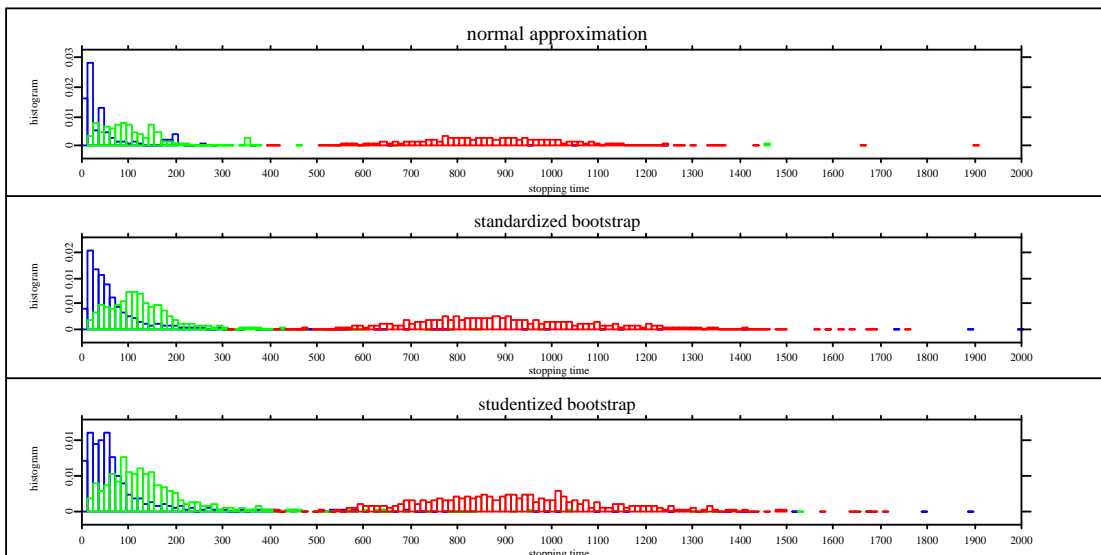 normal approximation
histogram
0 0.01 0.02 0.03
0 100 200 300 400 500 600 700 800 900 1000 1100 1200 1300 1400 1500 1600 1700 1800 1900 2000
stopping time
standardized bootstrap
histogram
0 0.01 0.01 0.02
0 100 200 300 400 500 600 700 800 900 1000 1100 1200 1300 1400 1500 1600 1700 1800 1900 2000
stopping time
studentized bootstrap
histogram
0 0.01 0.01
0 100 200 300 400 500 600 700 800 900 1000 1100 1200 1300 1400 1500 1600 1700 1800 1900 2000
stopping time